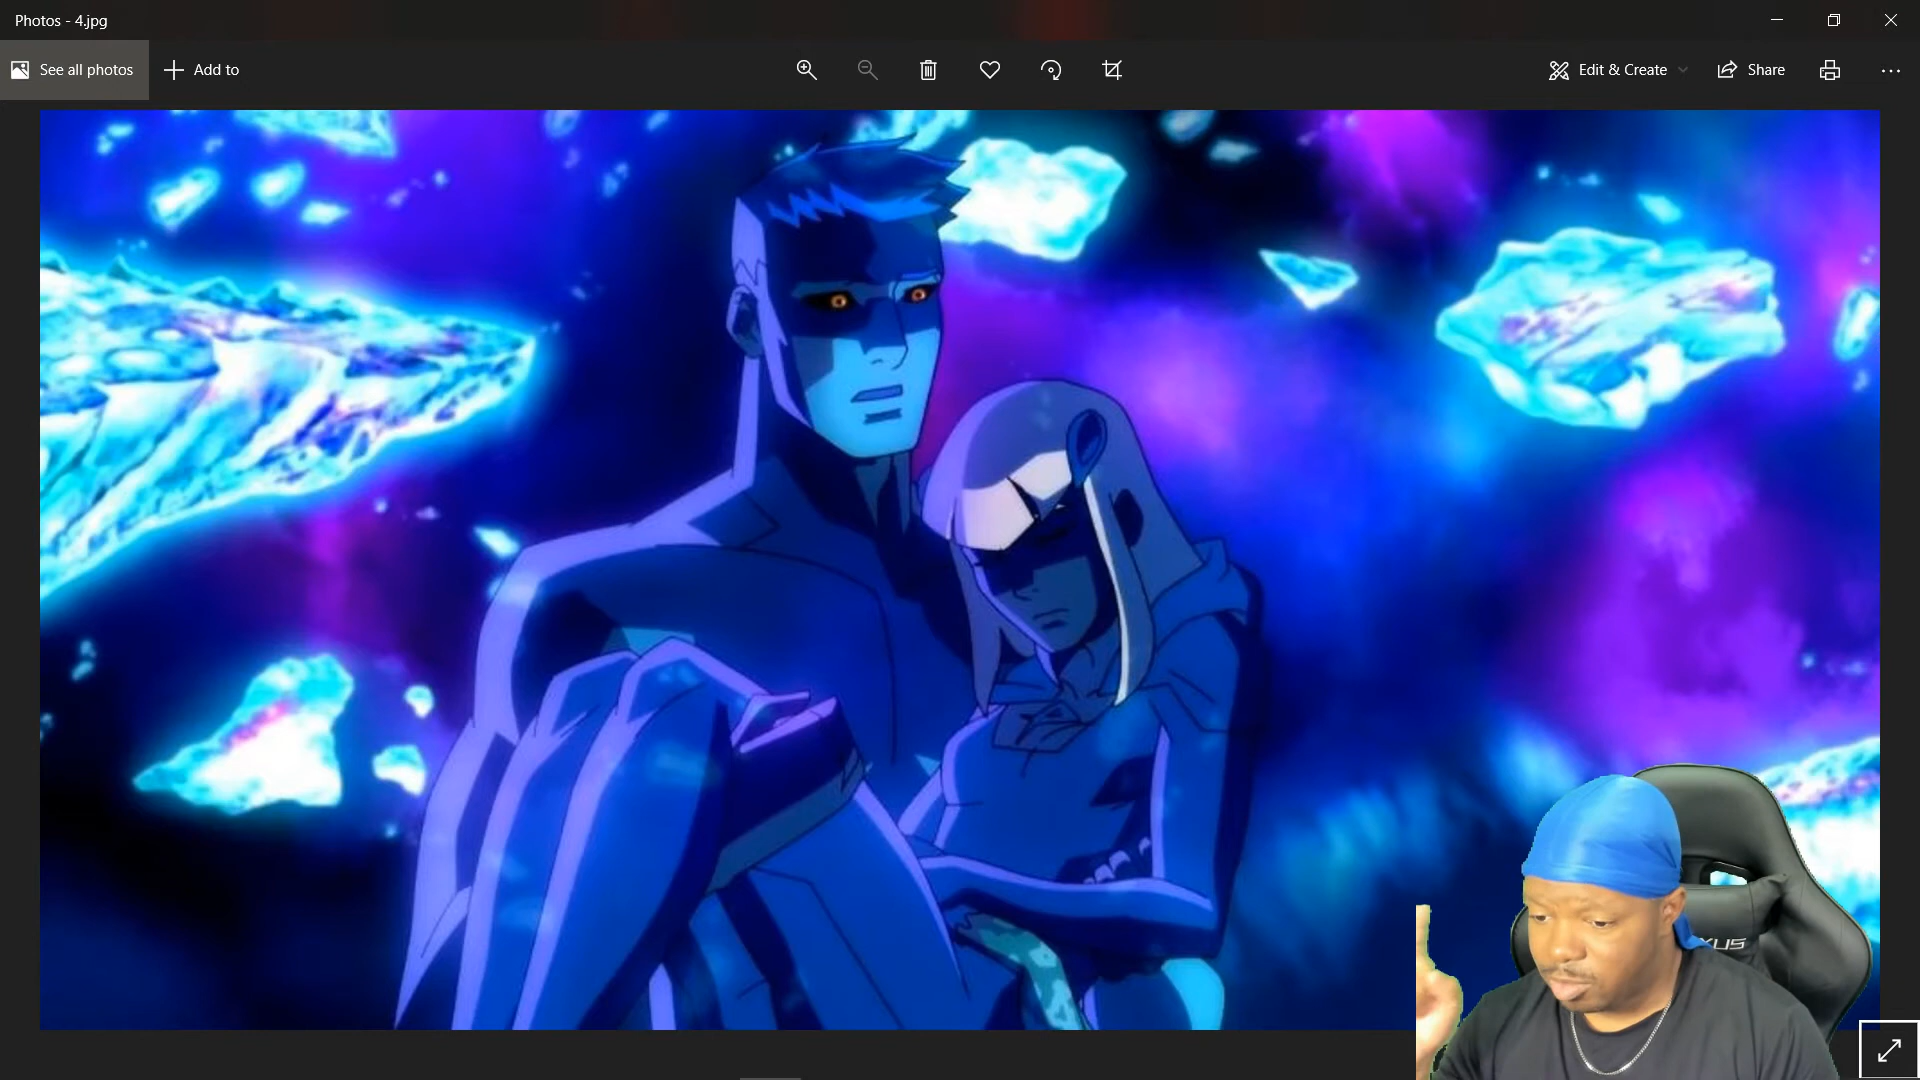 Photos - 4.jpg
See all photos
Add to
Edit & Create
Share